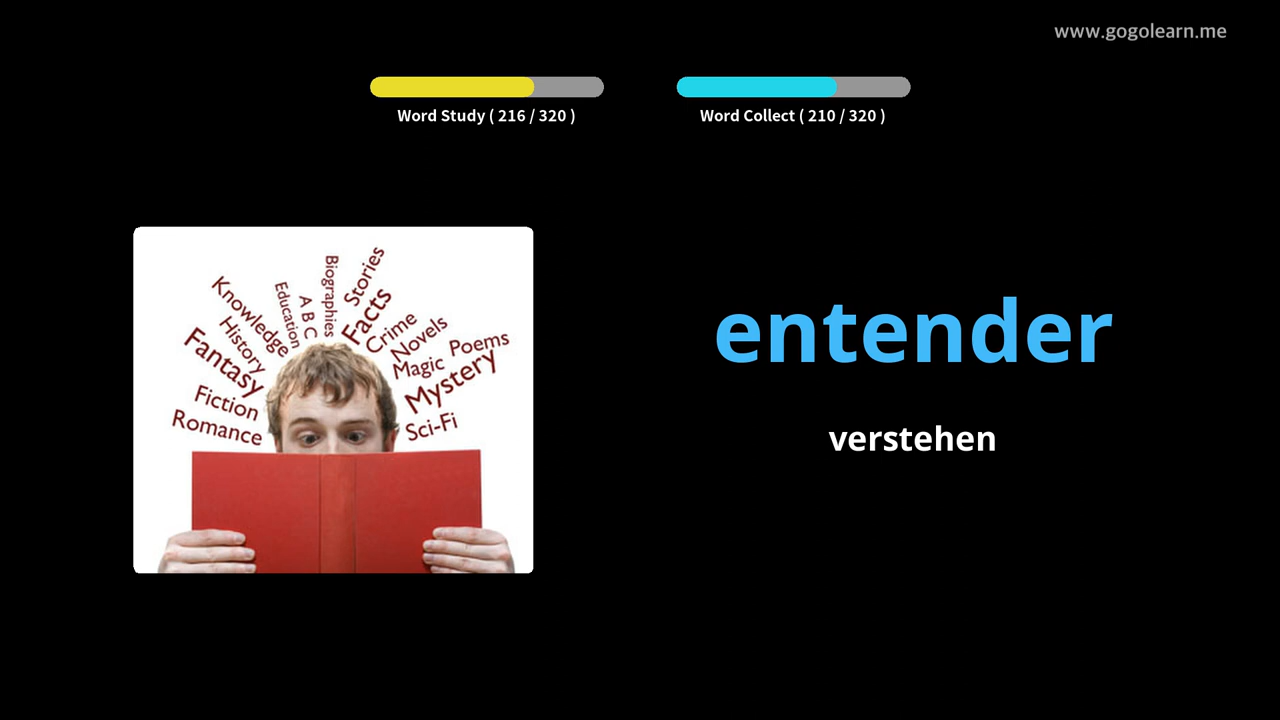 www.gogolearn.me
Word Study ( 216 / 320 )
Word Collect ( 210 / 320 )
Biographies
Stories
Education
A B C
Facts
Knowledge
Crime
History
Novels
Fantasy
Magic
Poems
Mystery
Fiction
Romance
Sci-Fi
entender
verstehen